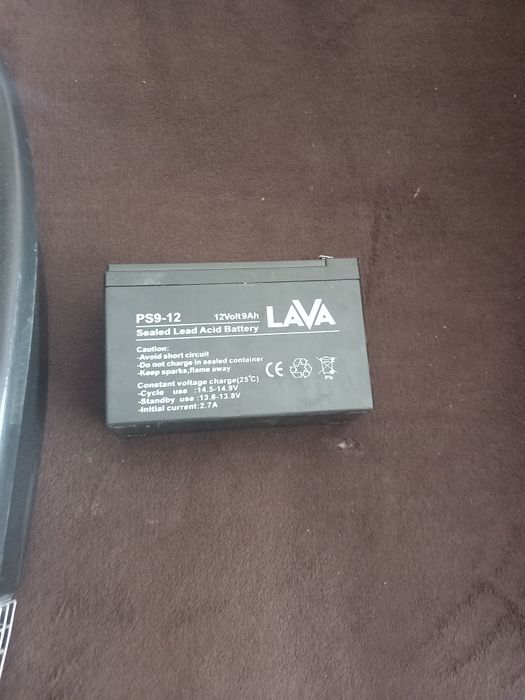 PS9-12 12Volt9Ah LAVA
Sealed Lead Acid Battery
Caution:
-Avoid short circuit
-Do not charge in sealed container
-Keep sparks,flame away
Constant voltage charge(25°C)
-Cycle use :14.5-14.9V
-Standby use :13.6-13.8V
-Initial current:2.7A
CE
Pb